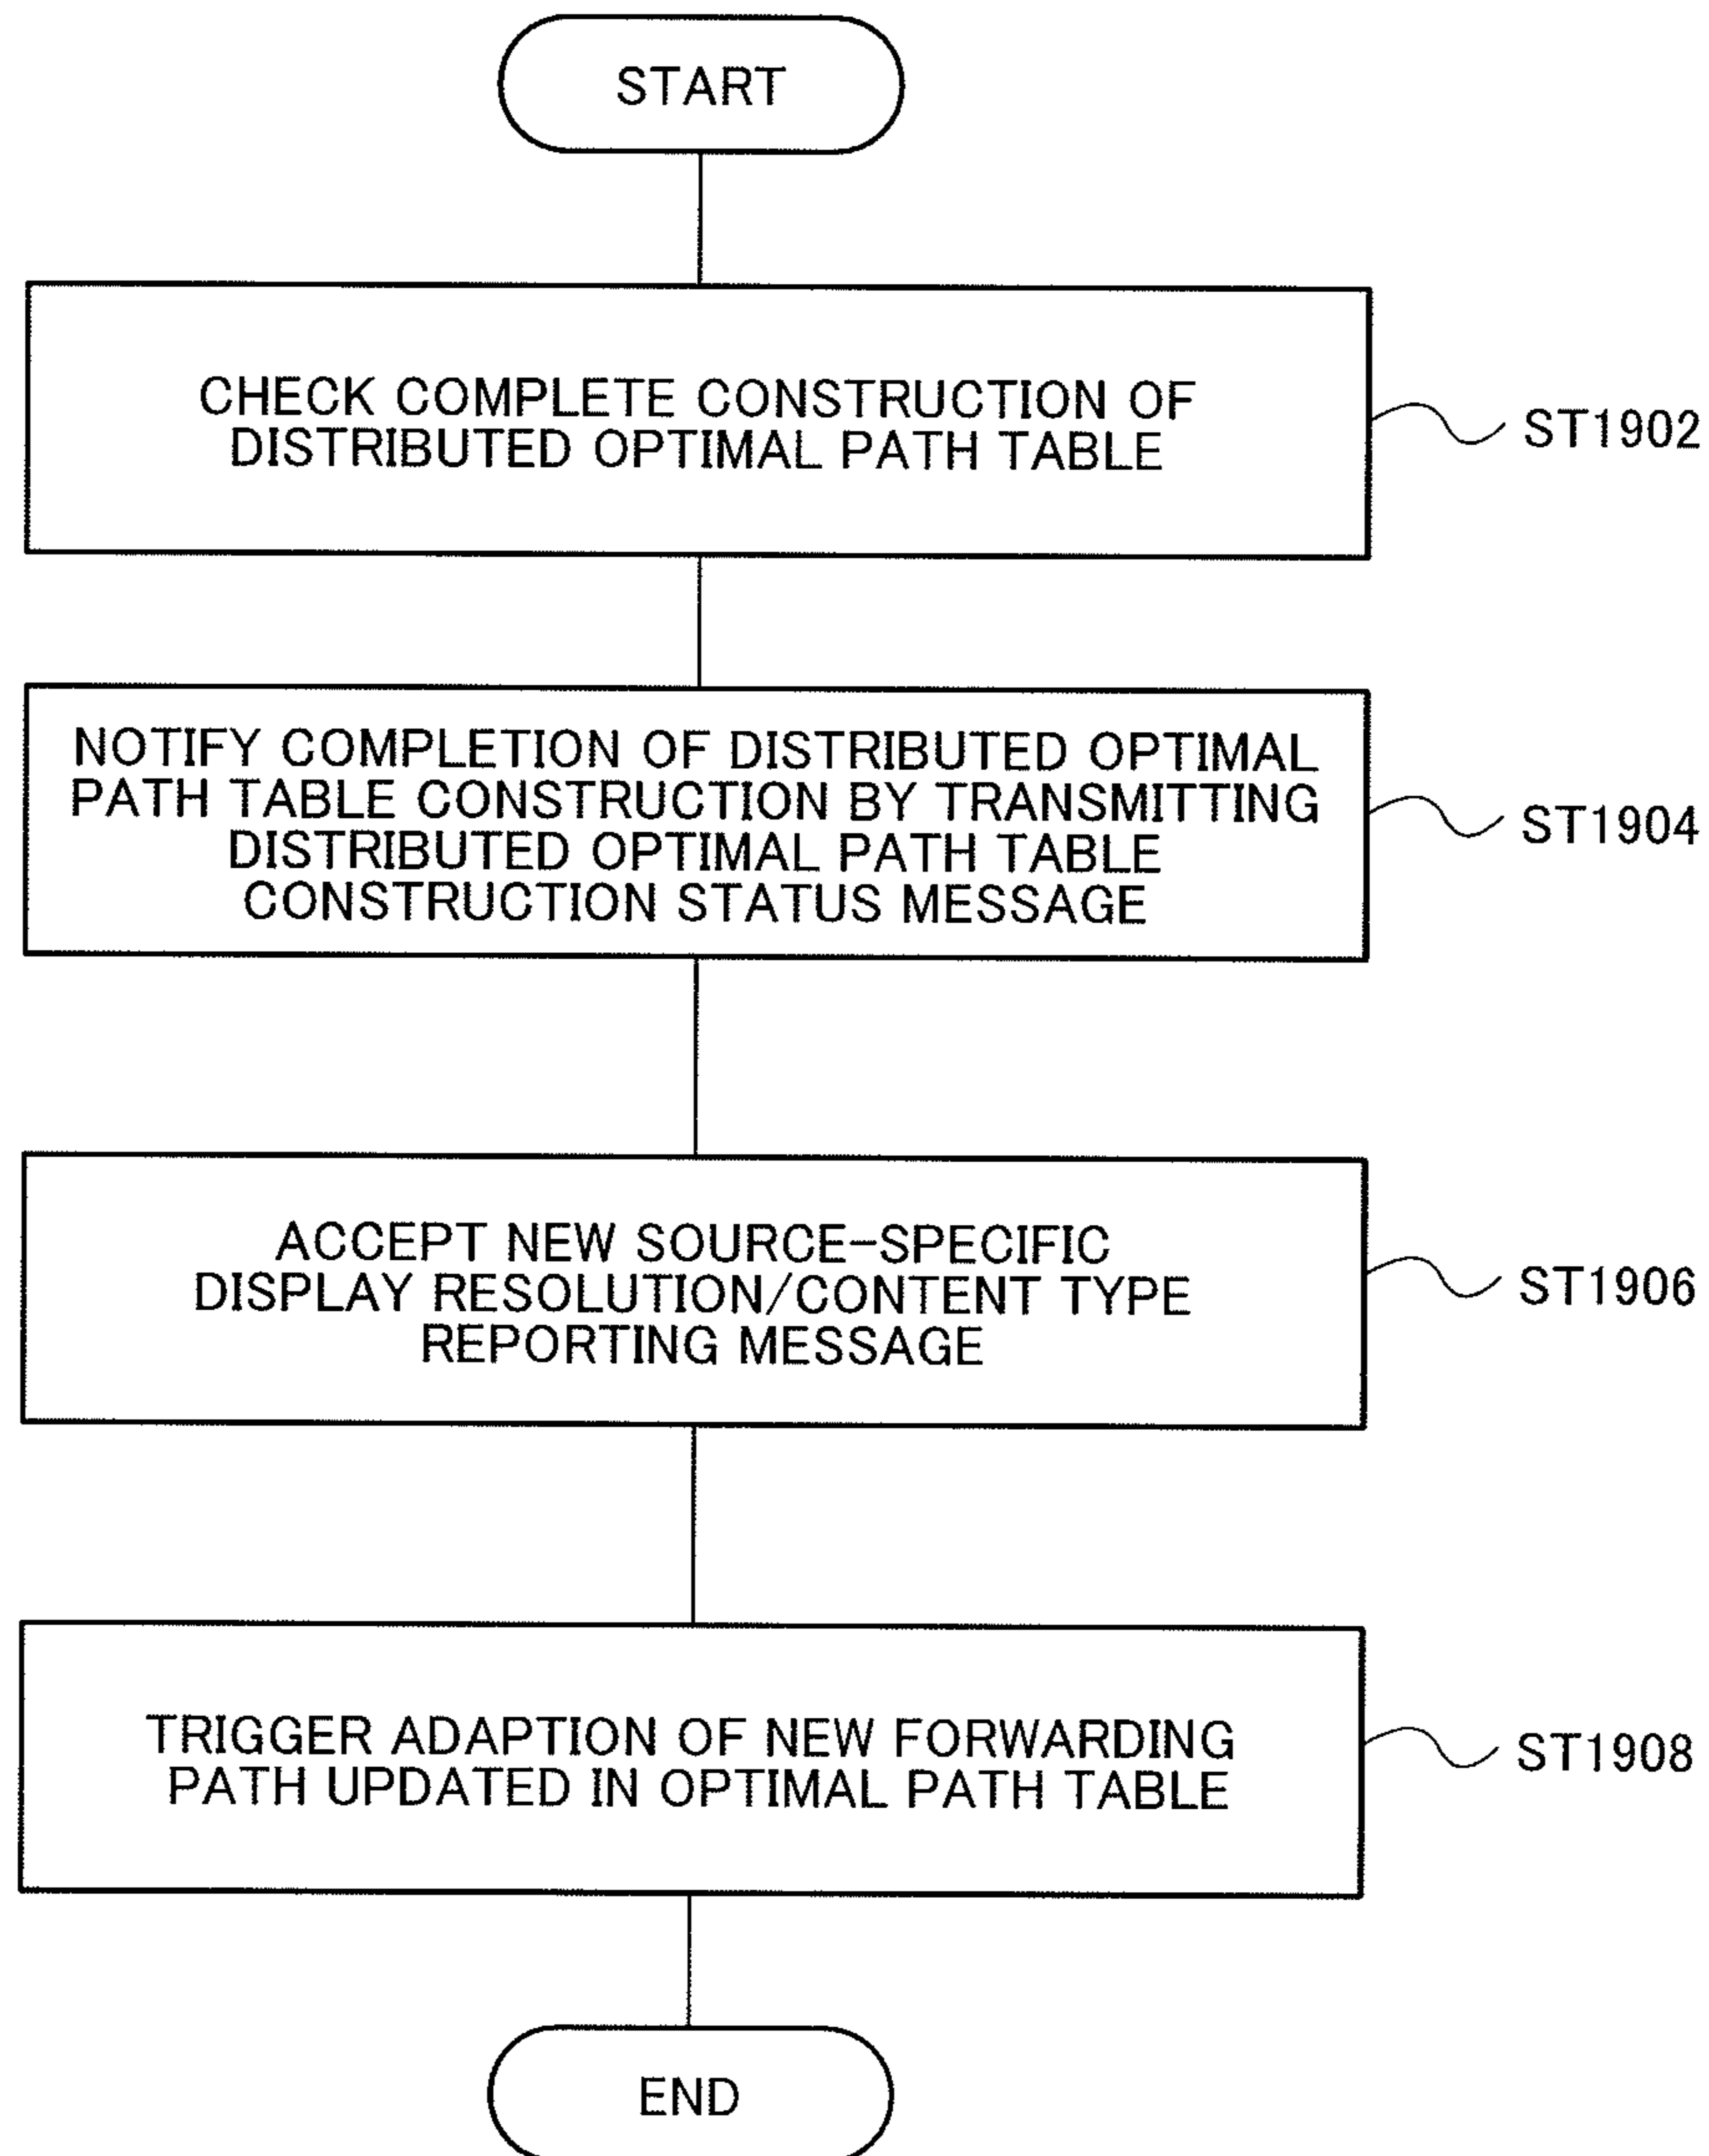 START
CHECK COMPLETE CONSTRUCTION OF
DISTRIBUTED OPTIMAL PATH TABLE
ST1902
NOTIFY COMPLETION OF DISTRIBUTED OPTIMAL
PATH TABLE CONSTRUCTION BY TRANSMITTING
DISTRIBUTED OPTIMAL PATH TABLE
CONSTRUCTION STATUS MESSAGE
ST1904
ACCEPT NEW SOURCE-SPECIFIC
DISPLAY RESOLUTION/CONTENT TYPE
REPORTING MESSAGE
ST1906
TRIGGER ADAPTION OF NEW FORWARDING
PATH UPDATED IN OPTIMAL PATH TABLE
ST1908
END